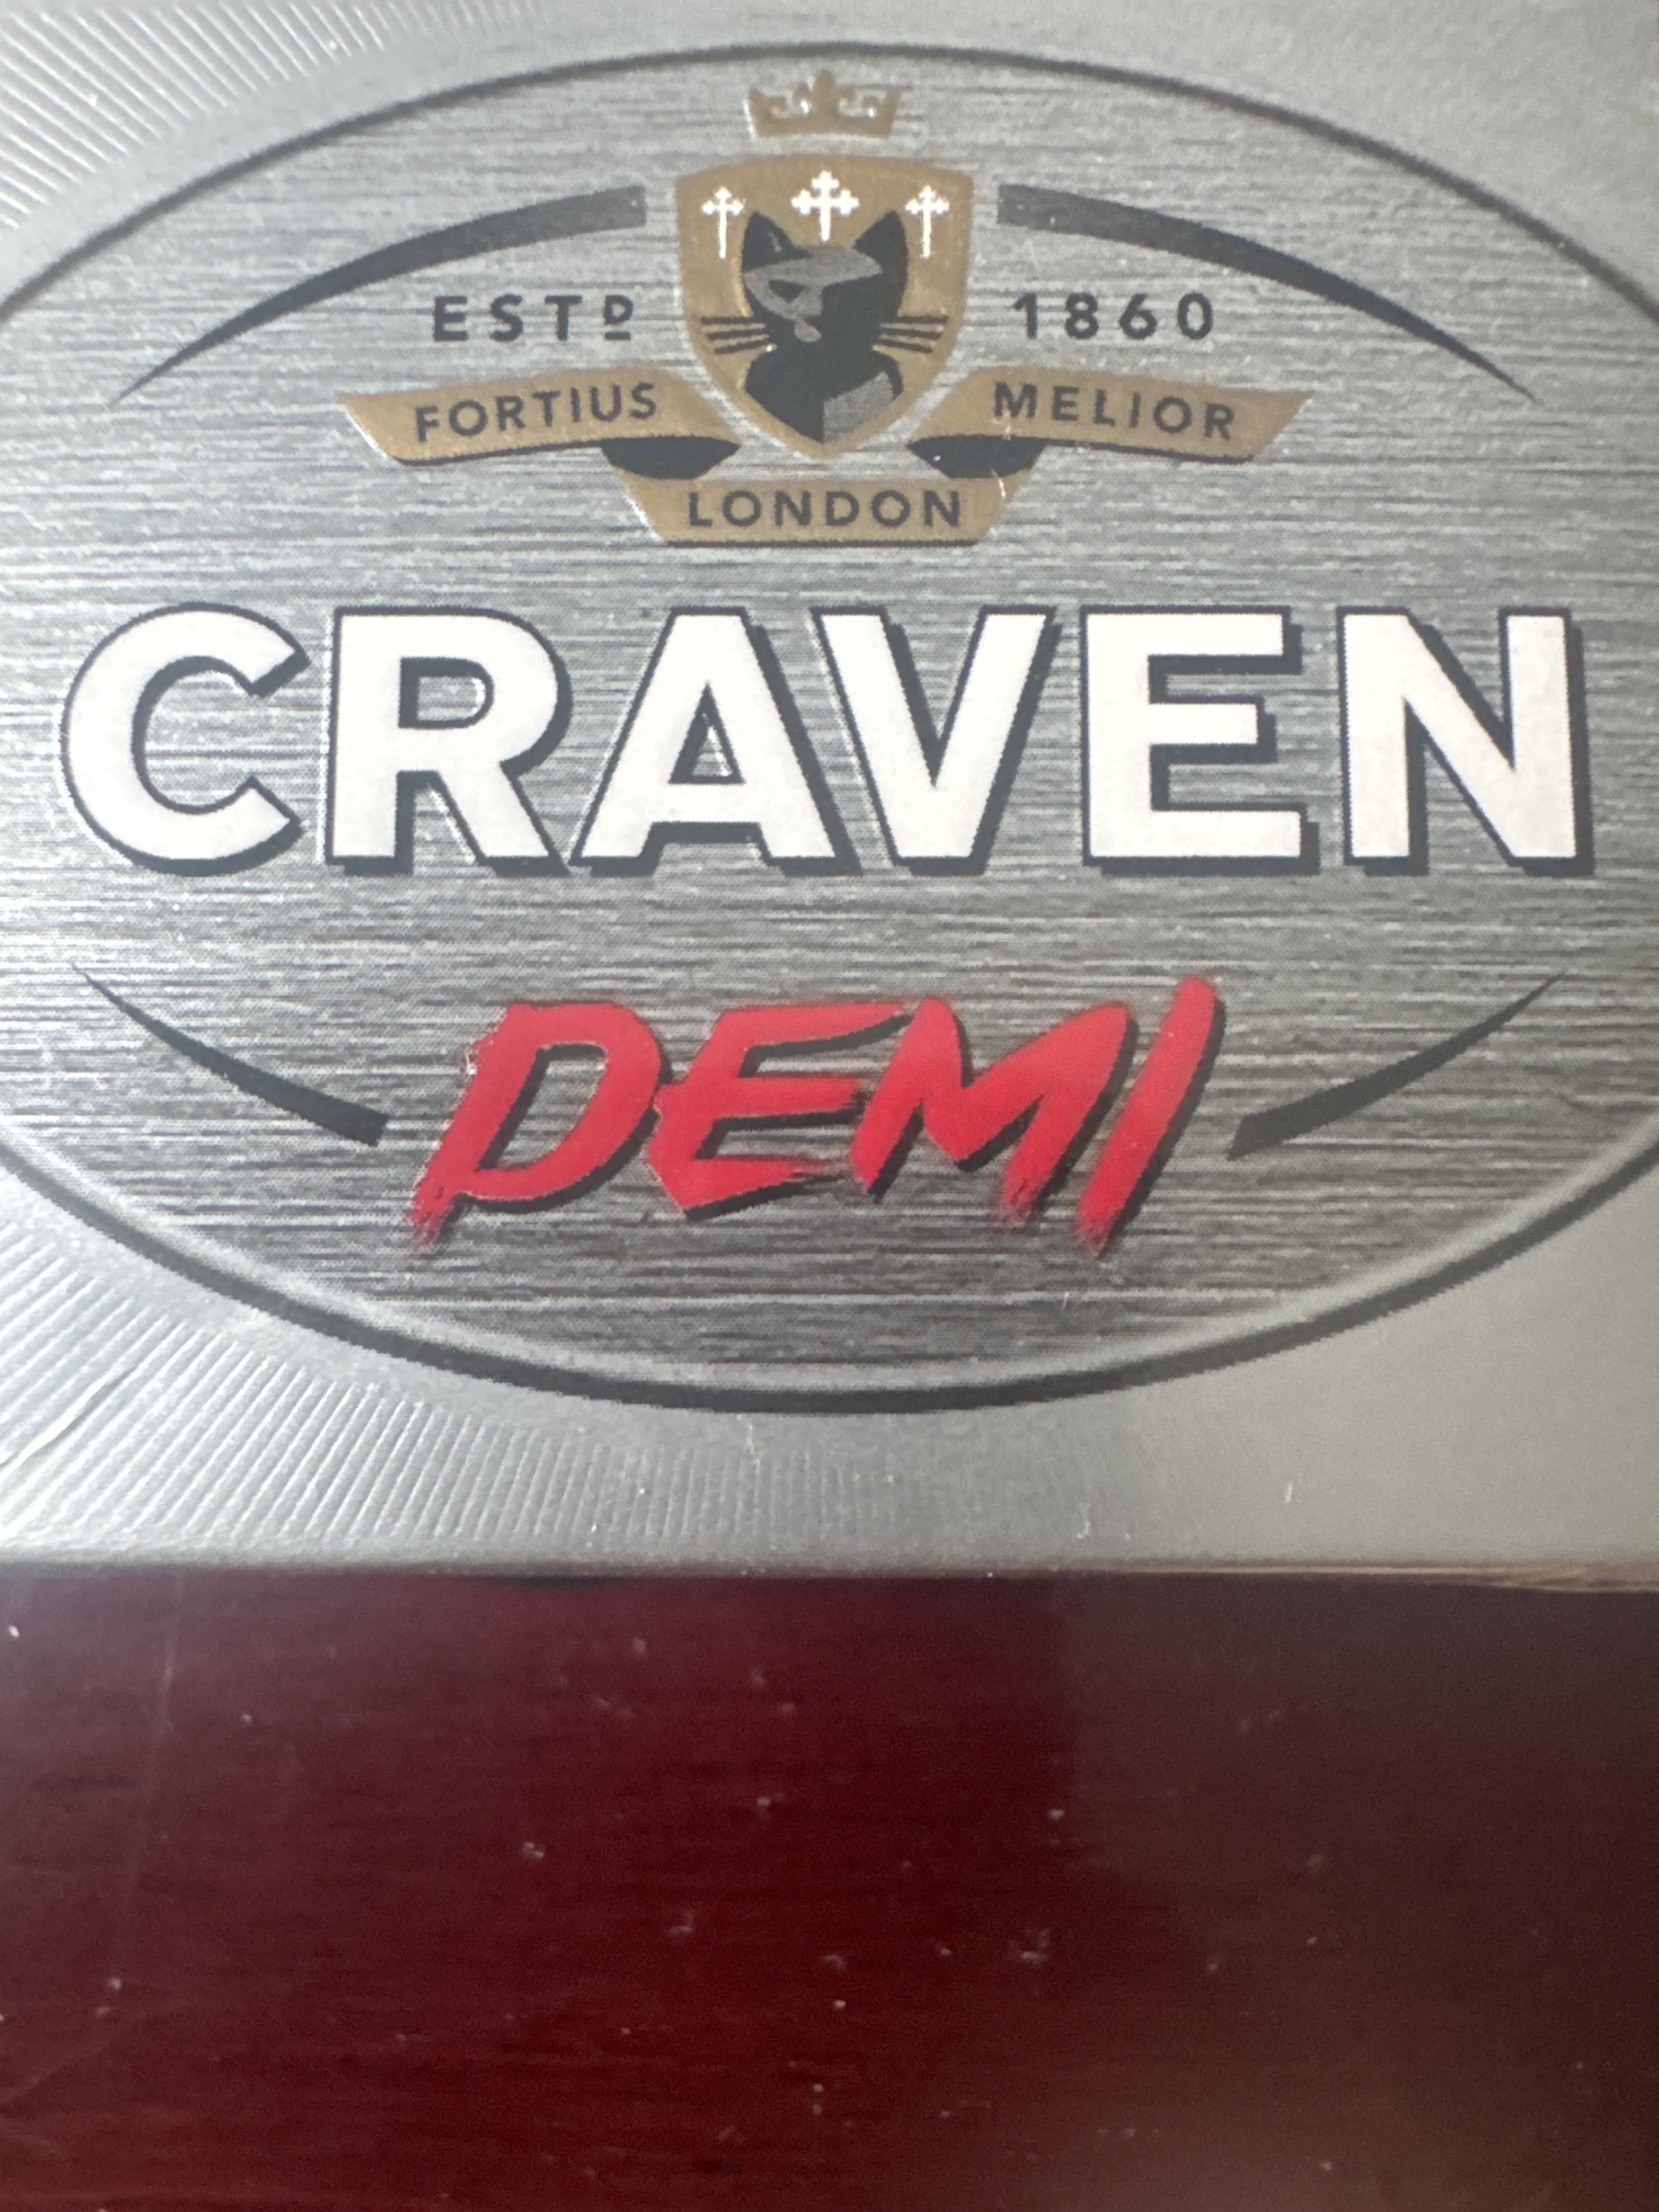 ESTD 1860
FORTIUS MELIOR
LONDON
CRAVEN
DEMI